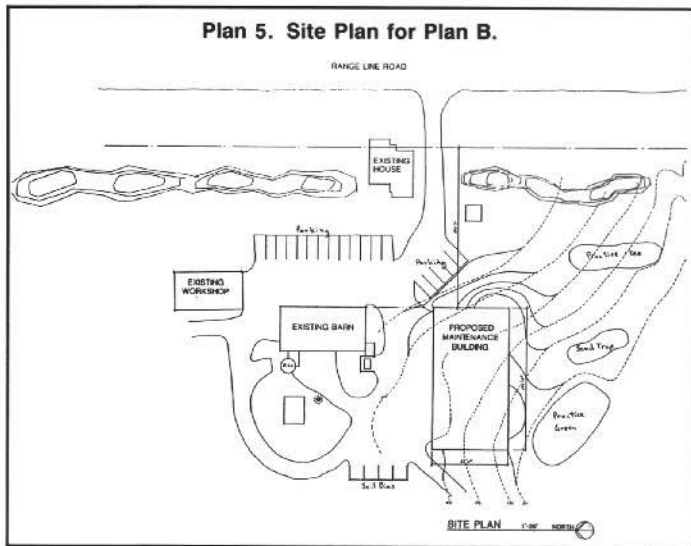 Plan 5. Site Plan for Plan B.
RANGE LINE ROAD
EXISTING
HOUSE
Parking
Parking
Practice Tee
EXISTING
WORKSHOP
EXISTING BARN
PROPOSED
MAINTENANCE
BUILDING
Sand Trap
Practice
Green
Soil Bins
SITE PLAN
NORTH